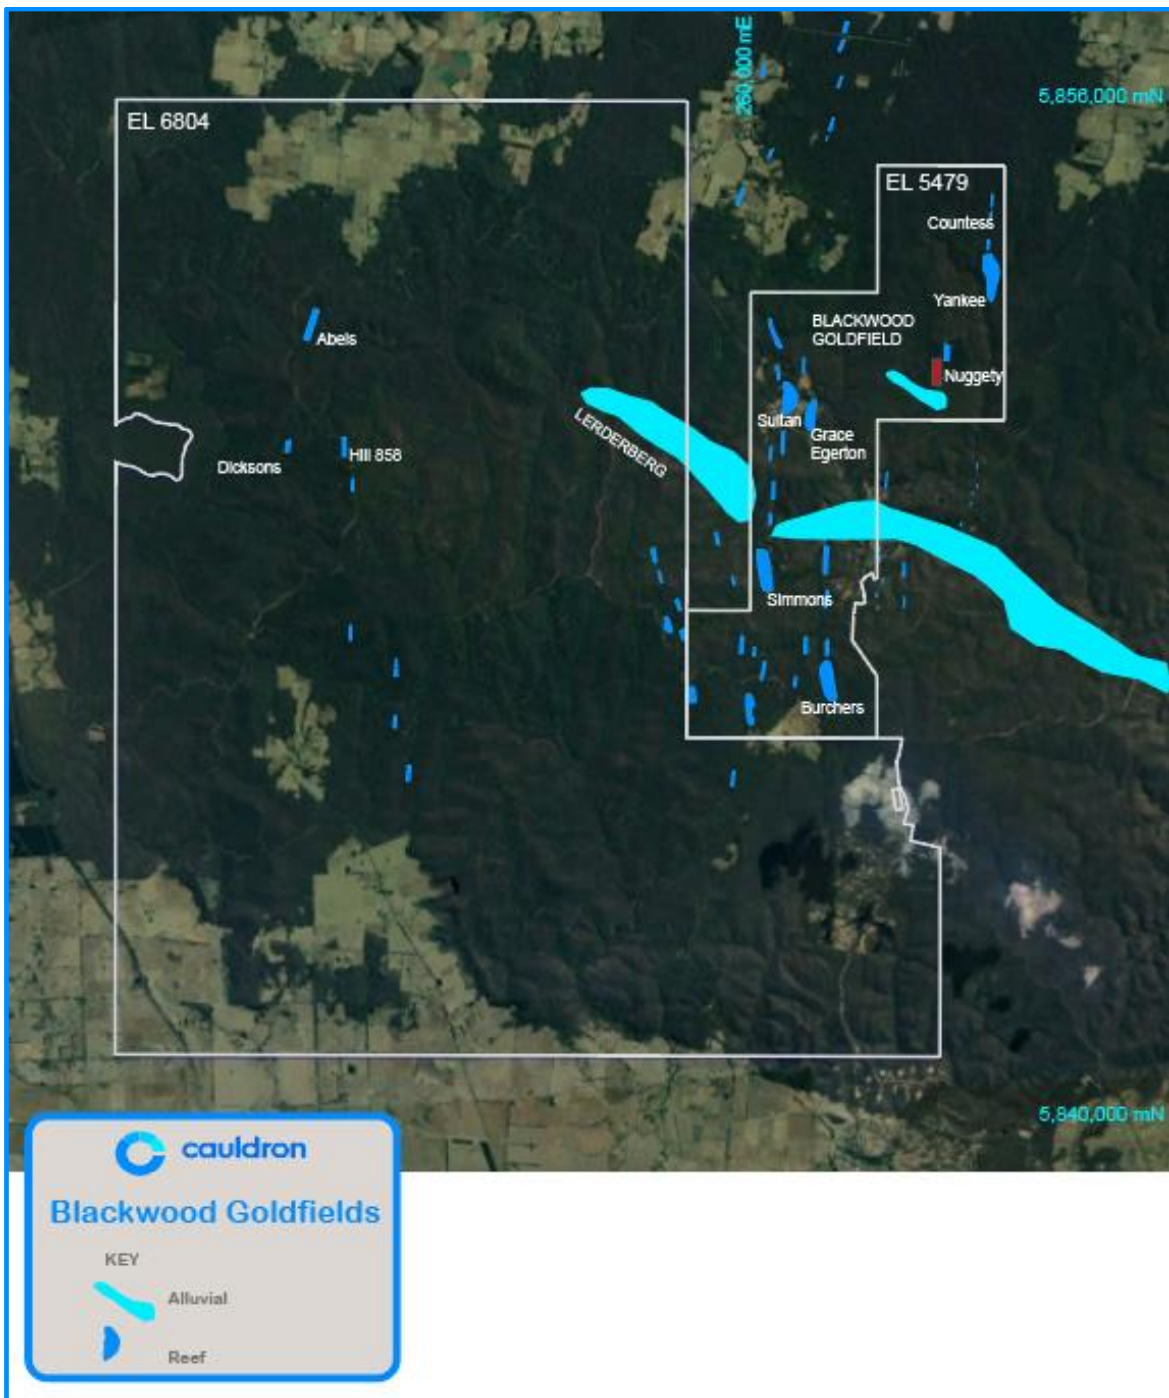 260,000 mE
5,856,000 mN
EL 6804
EL 5479
Countess
Yankee
BLACKWOOD
GOLDFIELD
Abels
Nuggety
Sultan
Grace
Egerton
LERDERBERG
Hill 858
Dicksons
Simmons
Burchers
5,840,000 mN
cauldron
Blackwood Goldfields
KEY
Alluvial
Reef